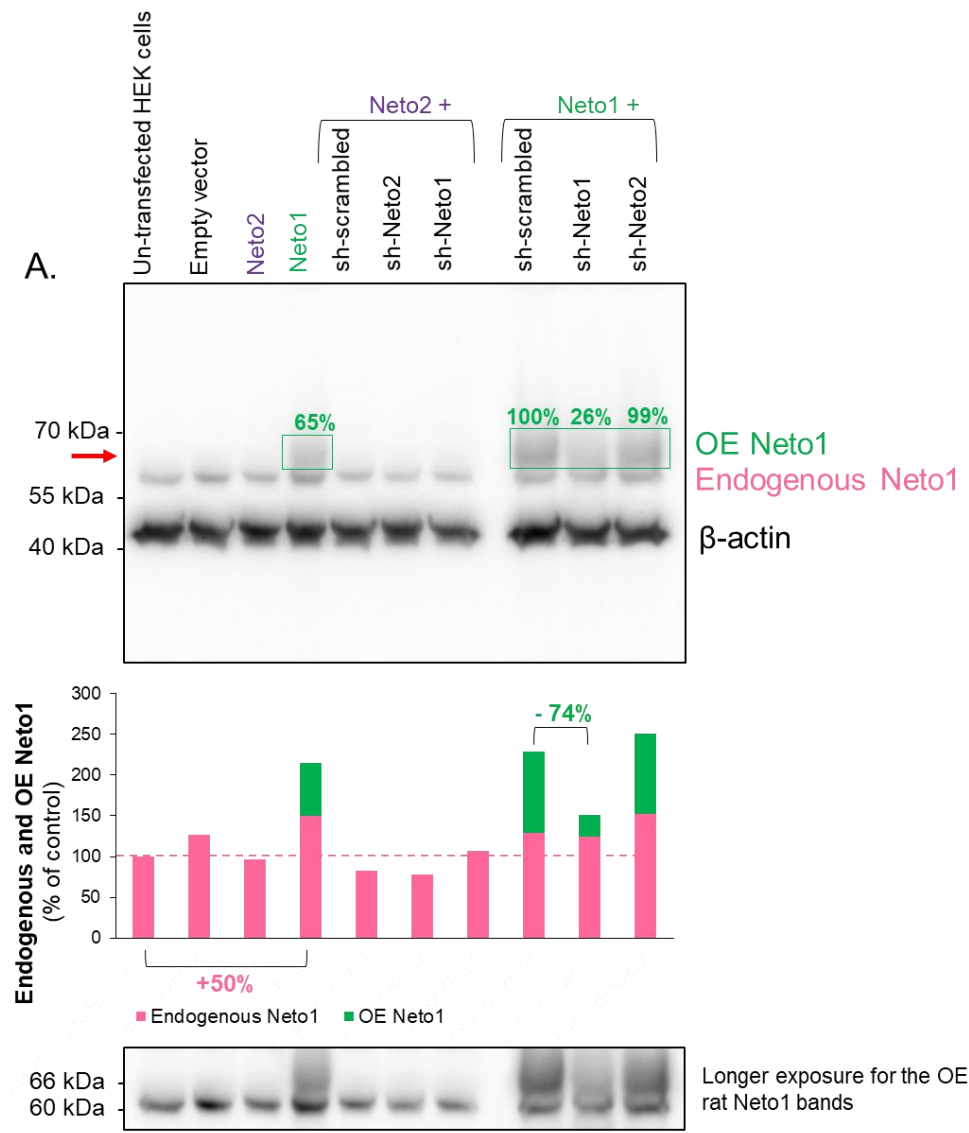 Neto2 +
Neto1 +
Un-transfected HEK cells
Empty vector
Neto2
Neto1
sh-scrambled
sh-Neto2
sh-Neto1
sh-scrambled
sh-Neto1
sh-Neto2
A.
65%
100% 26% 99%
70 kDa
OE Neto1
Endogenous Neto1
55 kDa
β-actin
40 kDa
Endogenous and OE Neto1
(% of control)
300
250
200
150
100
50
0
- 74%
+50%
Endogenous Neto1
OE Neto1
66 kDa
60 kDa
Longer exposure for the OE
rat Neto1 bands